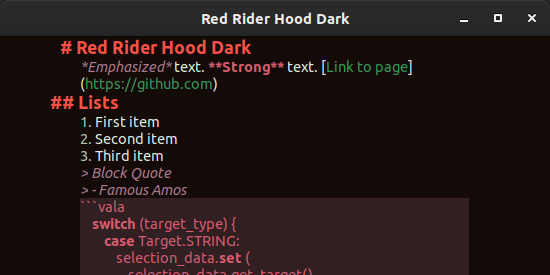 Red Rider Hood Dark
# Red Rider Hood Dark
*Emphasized* text. **Strong** text. [Link to page]
(https://github.com)
## Lists
1. First item
2. Second item
3. Third item
> Block Quote
> - Famous Amos
```vala
switch (target_type) {
case Target.STRING:
selection_data.set (
selection_data.get_target()